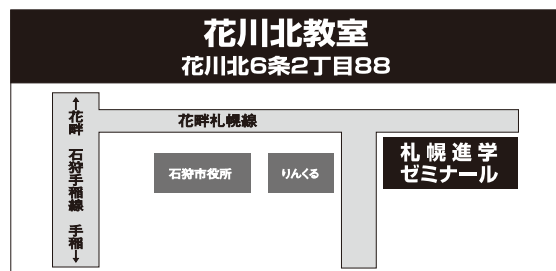 花川北教室
花川北6条2丁目88
花畔札幌線
←花畔 石狩手稲線 手稲→
石狩市役所
りんくる
札幌進学
ゼミナール